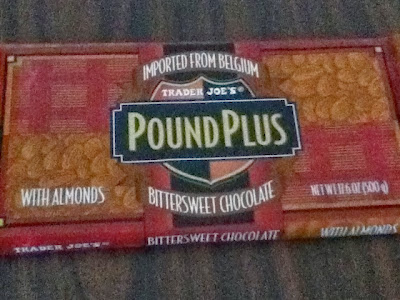 IMPORTED FROM BELGIUM
TRADER JOE'S®
POUND PLUS
WITH ALMONDS
BITTERSWEET CHOCOLATE
NET WT. 17.6 OZ (500 g)
WITH ALMONDS
TRADER JOE'S
BITTERSWEET CHOCOLATE